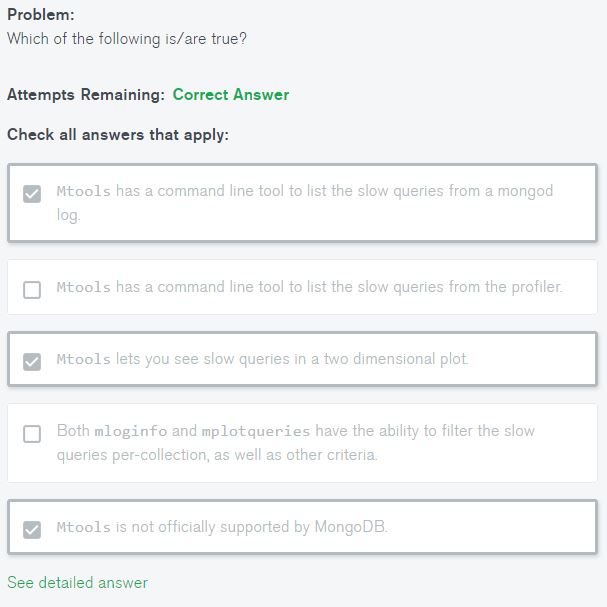 Problem:
Which of the following is/are true?
Attempts Remaining: Correct Answer
Check all answers that apply:
Mtools has a command line tool to list the slow queries from a mongod
log.
Mtools has a command line tool to list the slow queries from the profiler.
Mtools lets you see slow queries in a two dimensional plot.
Both mloginfo and mplotqueries have the ability to filter the slow
queries per-collection, as well as other criteria.
Mtools is not officially supported by MongoDB.
See detailed answer